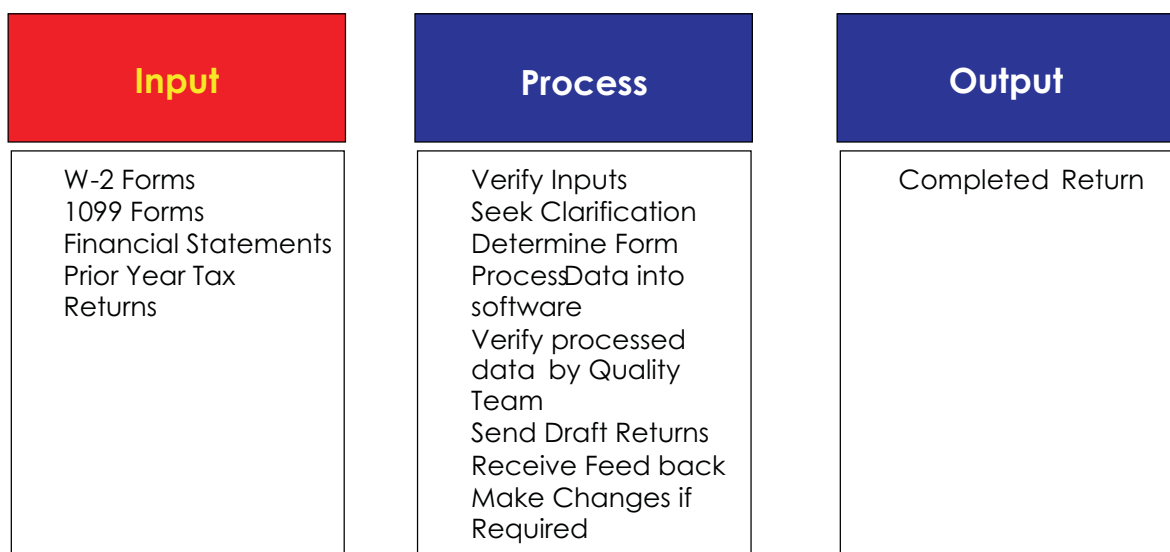 Input
W-2 Forms
1099 Forms
Financial Statements
Prior Year Tax
Returns
Process
Verify Inputs
Seek Clarification
Determine Form
ProcessData into
software
Verify processed
data by Quality
Team
Send Draft Returns
Receive Feed back
Make Changes if
Required
Output
Completed Return